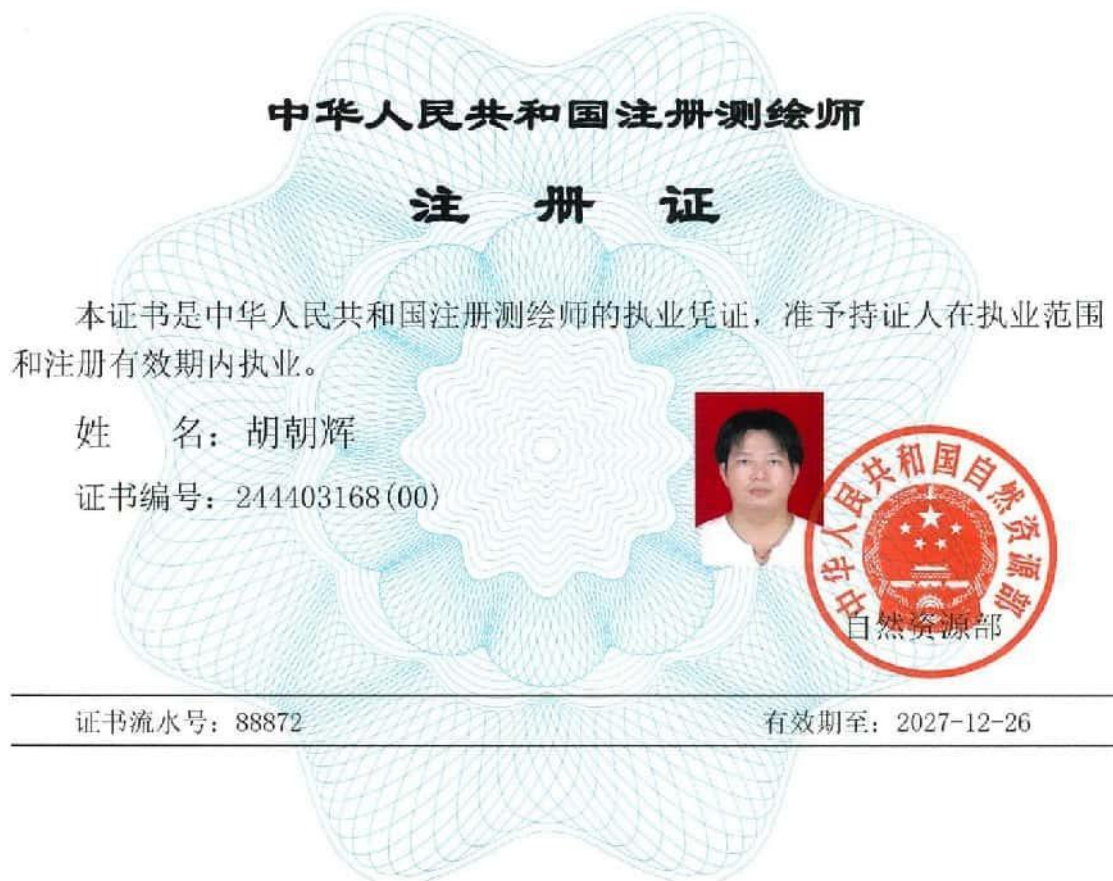 中华人民共和国注册测绘师
注 册 证
本证书是中华人民共和国注册测绘师的执业凭证，准予持证人在执业范围
和注册有效期内执业。
姓 名：胡朝辉
证书编号：244403168(00)
中华人民共和国自然资源部
自然资源部
证书流水号：88872 有效期至：2027-12-26